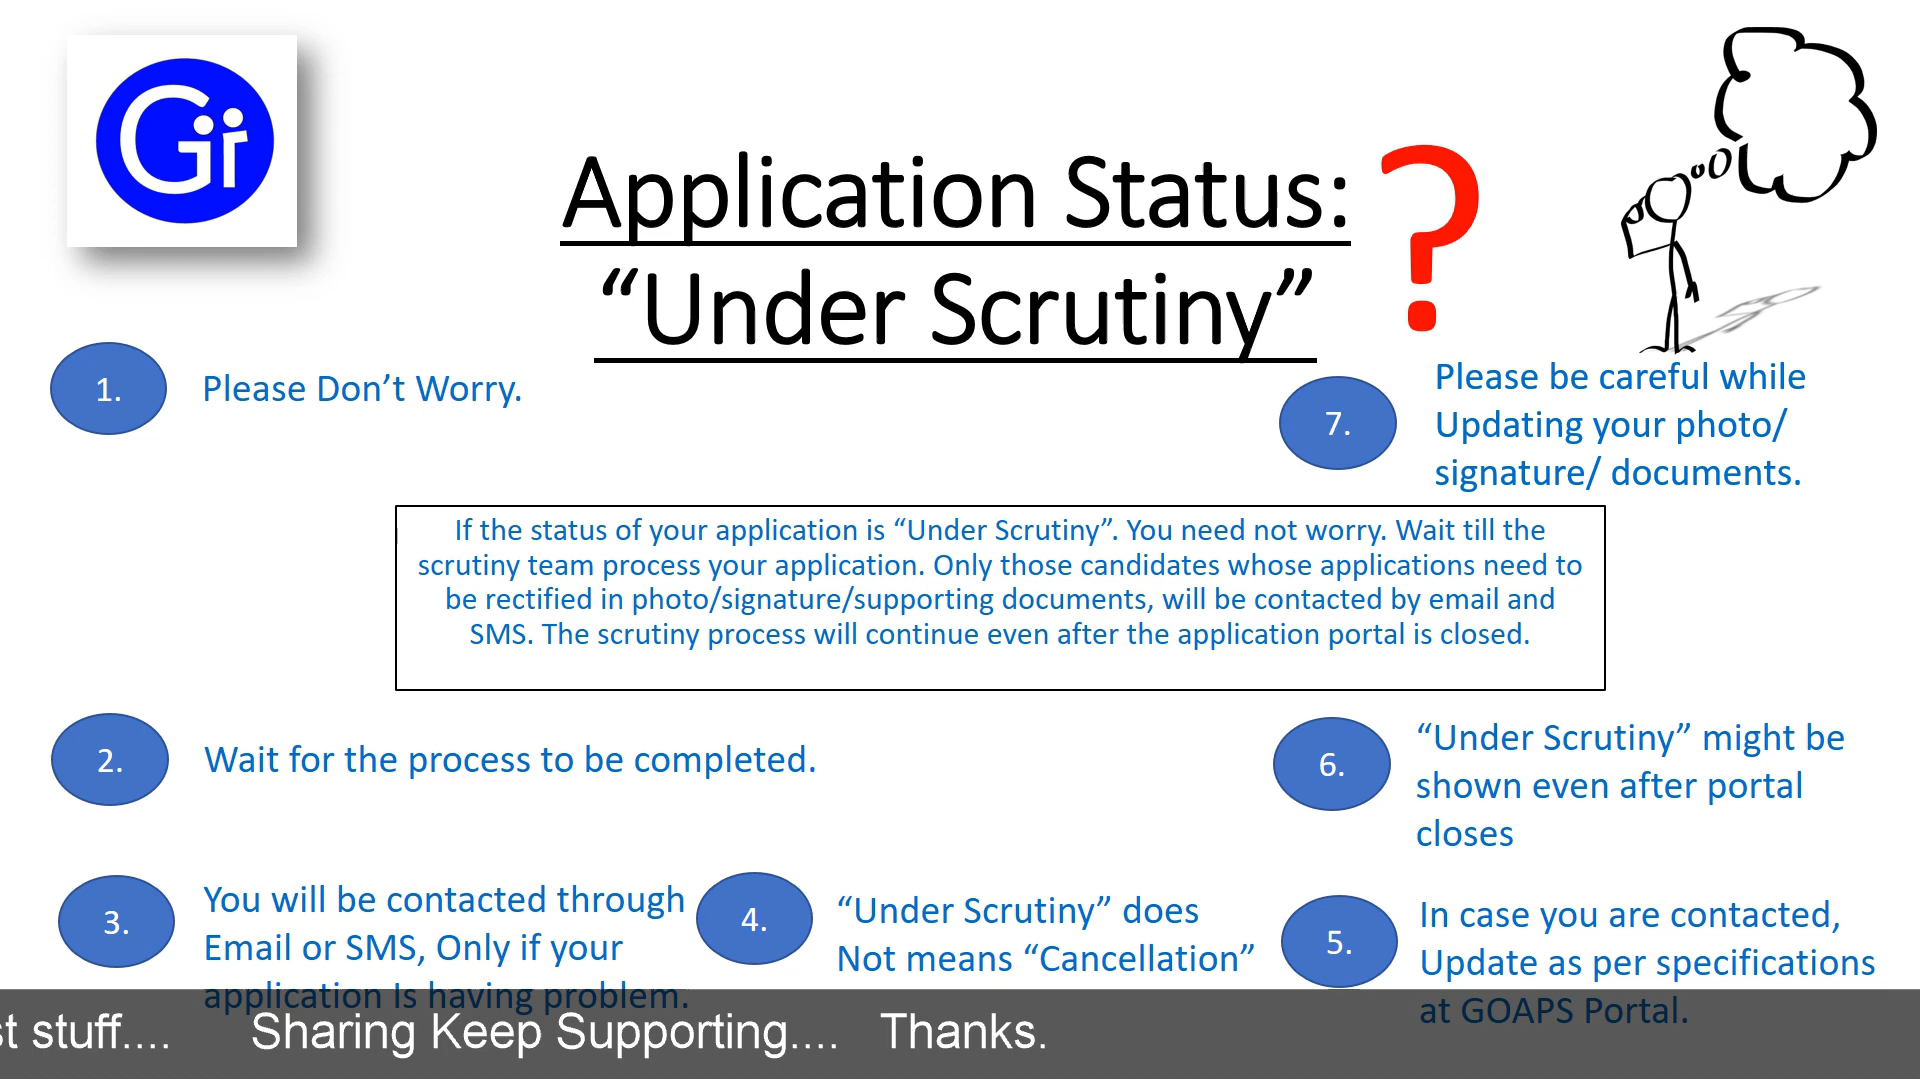 Gr
Application Status:
“Under Scrutiny”
?
1.
Please Don’t Worry.
7.
Please be careful while
Updating your photo/
signature/ documents.
If the status of your application is “Under Scrutiny”. You need not worry. Wait till the
scrutiny team process your application. Only those candidates whose applications need to
be rectified in photo/signature/supporting documents, will be contacted by email and
SMS. The scrutiny process will continue even after the application portal is closed.
2.
Wait for the process to be completed.
6.
“Under Scrutiny” might be
shown even after portal
closes
3.
You will be contacted through
Email or SMS, Only if your
application Is having problem.
4.
“Under Scrutiny” does
Not means “Cancellation”
5.
In case you are contacted,
Update as per specifications
at GOAPS Portal.
stuff.... Sharing Keep Supporting.... Thanks.